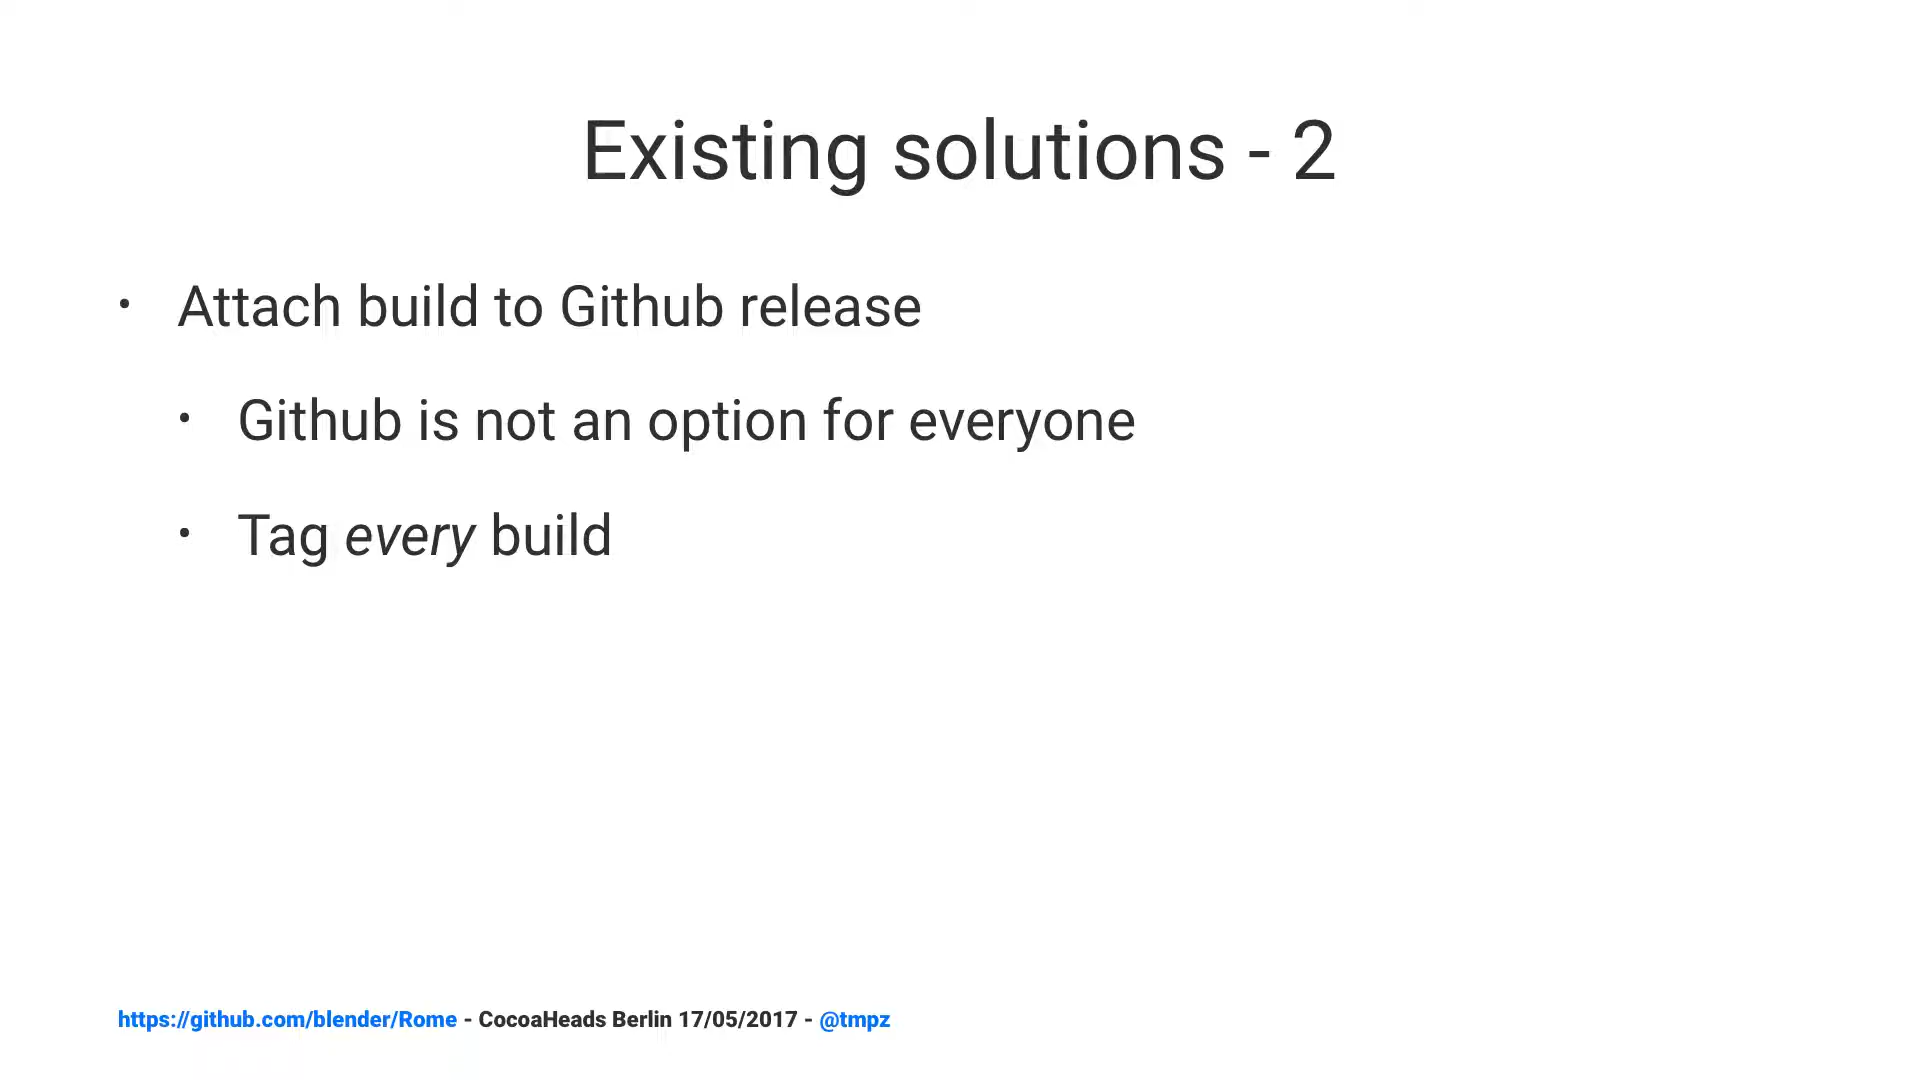 Existing solutions - 2
• Attach build to Github release
• Github is not an option for everyone
• Tag every build
https://github.com/blender/Rome - CocoaHeads Berlin 17/05/2017 - @tmpz